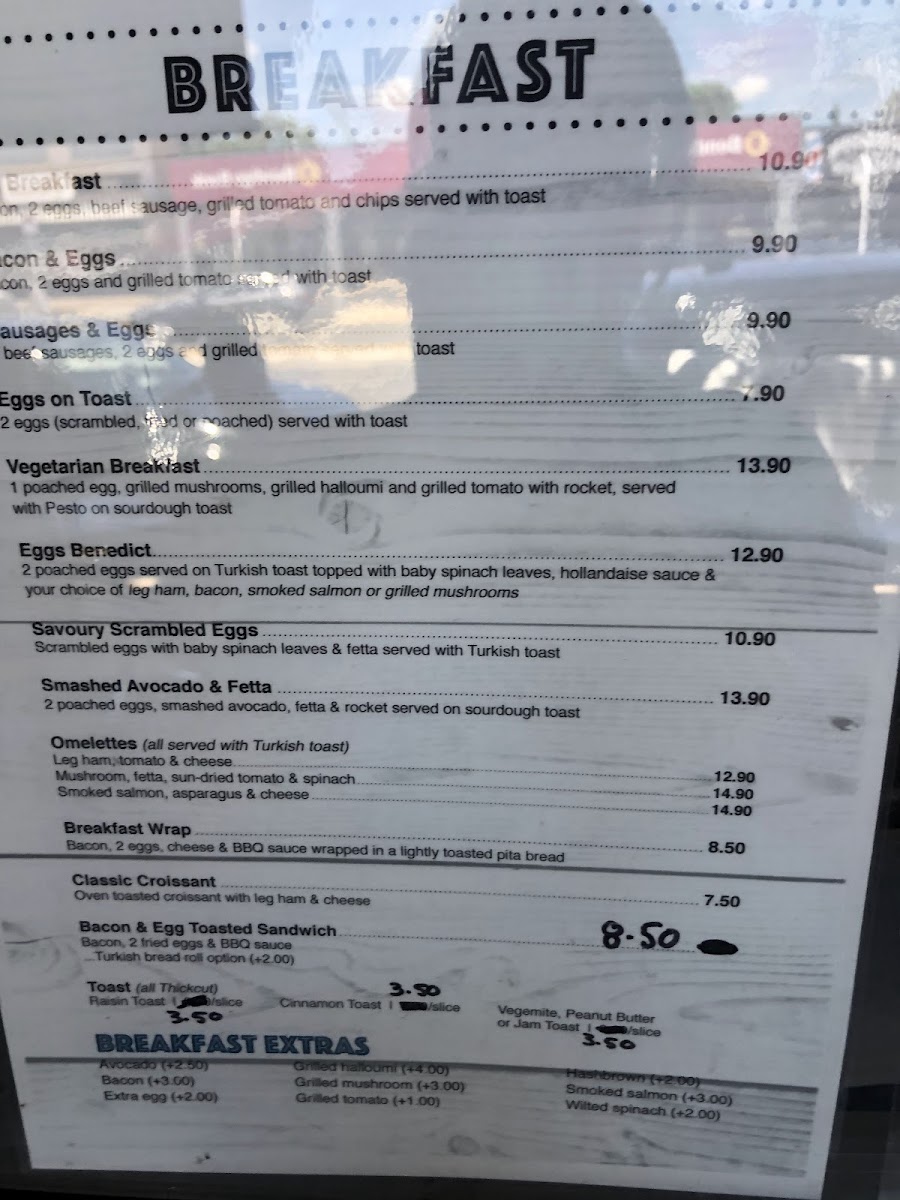 BREAKFAST
Breakfast 10.90
on, 2 eggs, beef sausage, grilled tomato and chips served with toast
con & Eggs 9.90
con, 2 eggs and grilled tomato served with toast
ausages & Eggs 9.90
beef sausages, 2 eggs and grilled tomato served with toast
Eggs on Toast 7.90
2 eggs (scrambled, fried or poached) served with toast
Vegetarian Breakfast 13.90
1 poached egg, grilled mushrooms, grilled halloumi and grilled tomato with rocket, served
with Pesto on sourdough toast
Eggs Benedict 12.90
2 poached eggs served on Turkish toast topped with baby spinach leaves, hollandaise sauce &
your choice of leg ham, bacon, smoked salmon or grilled mushrooms
Savoury Scrambled Eggs 10.90
Scrambled eggs with baby spinach leaves & fetta served with Turkish toast
Smashed Avocado & Fetta 13.90
2 poached eggs, smashed avocado, fetta & rocket served on sourdough toast
Omelettes (all served with Turkish toast)
Leg ham, tomato & cheese 12.90
Mushroom, fetta, sun-dried tomato & spinach 14.90
Smoked salmon, asparagus & cheese 14.90
Breakfast Wrap 8.50
Bacon, 2 eggs, cheese & BBQ sauce wrapped in a lightly toasted pita bread
Classic Croissant 7.50
Oven toasted croissant with leg ham & cheese
Bacon & Egg Toasted Sandwich 8.50
Bacon, 2 fried eggs & BBQ sauce
...Turkish bread roll option (+2.00)
Toast (all Thickcut)
Raisin Toast | /slice
3.50
3.50
Cinnamon Toast | /slice
Vegemite, Peanut Butter
or Jam Toast | /slice
3.50
BREAKFAST EXTRAS
Avocado (+2.50)
Bacon (+3.00)
Extra egg (+2.00)
Grilled halloumi (+4.00)
Grilled mushroom (+3.00)
Grilled tomato (+1.00)
Hashbrown (+2.00)
Smoked salmon (+3.00)
Wilted spinach (+2.00)